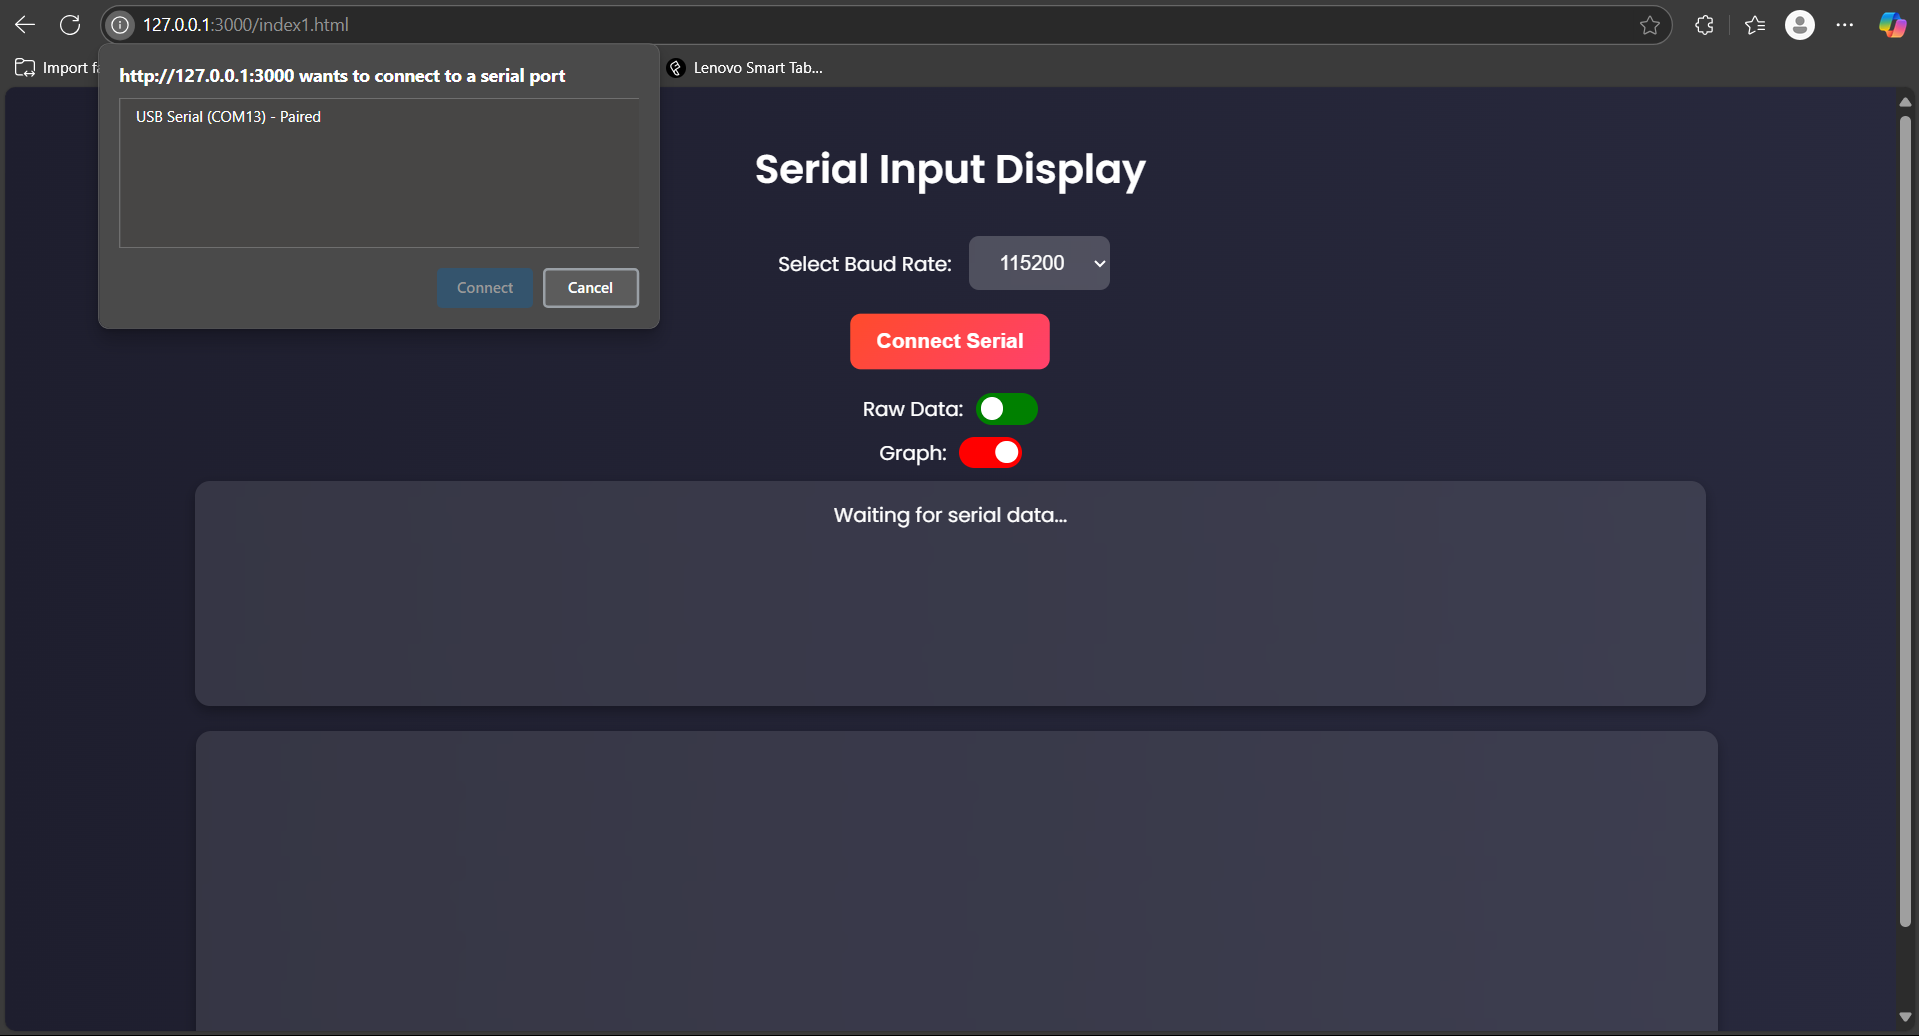 127.0.0.1:3000/index1.html
Import fa
Lenovo Smart Tab...
http://127.0.0.1:3000 wants to connect to a serial port
USB Serial (COM13) - Paired
Connect
Cancel
Serial Input Display
Select Baud Rate:
115200
Connect Serial
Raw Data:
Graph:
Waiting for serial data...